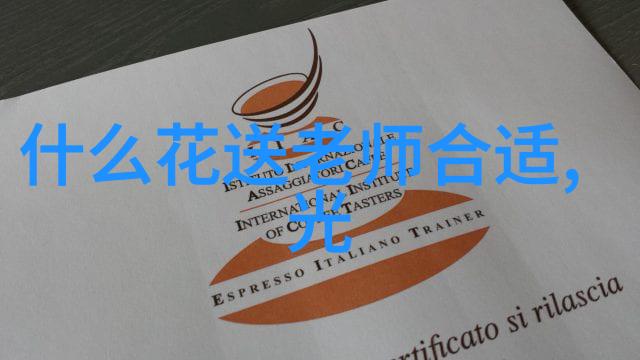 什么花送老师合适,
光
ISTITUTO INTERNAZIONALE
ASSAGGIATORI CAFFÈ
INTERNATIONAL INSTITUTE
OF COFFEE TASTERS
ESPRESSO ITALIANO TRAINER
ertificato si rilascia